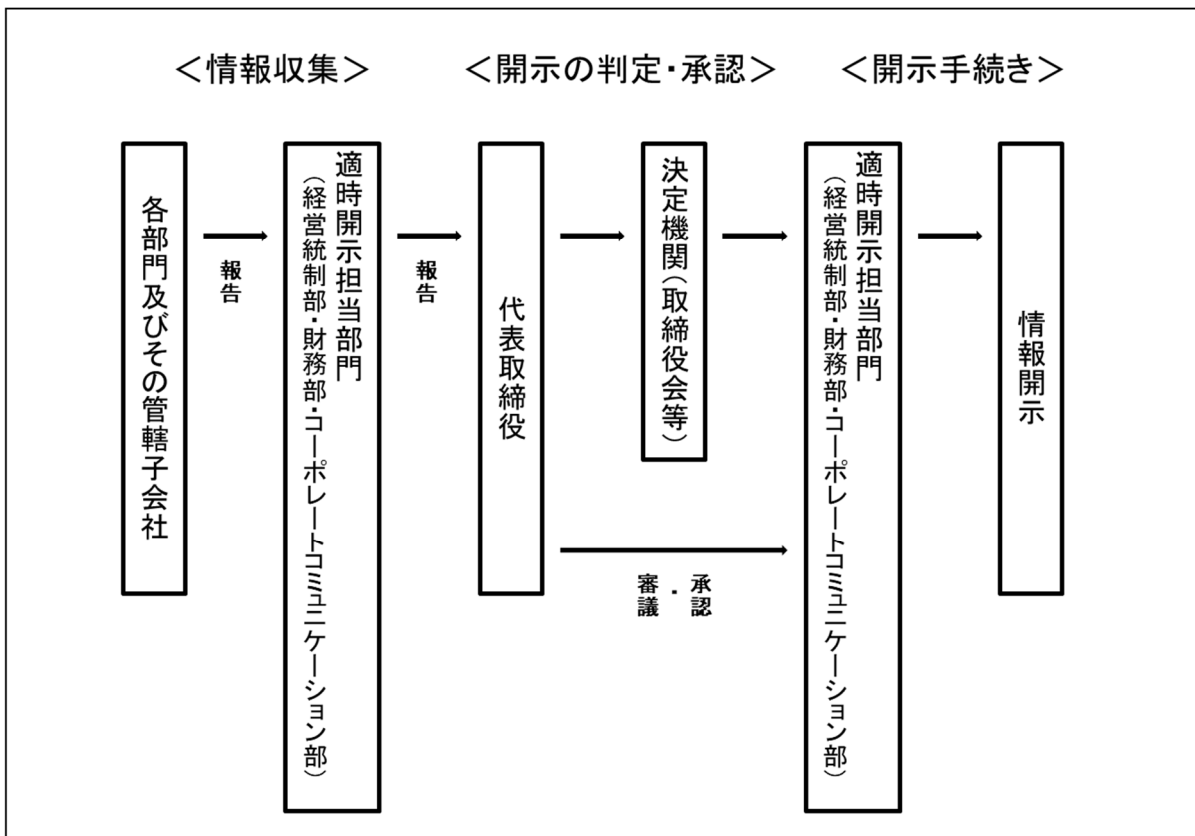 ＜情報収集＞
＜開示の判定・承認＞
＜開示手続き＞
各部門及びその管轄子会社
報告
適時開示担当部門
（経営統制部・財務部・コーポレートコミュニケーション部）
報告
代表取締役
決定機関（取締役会等）
審議・承認
適時開示担当部門
（経営統制部・財務部・コーポレートコミュニケーション部）
情報開示